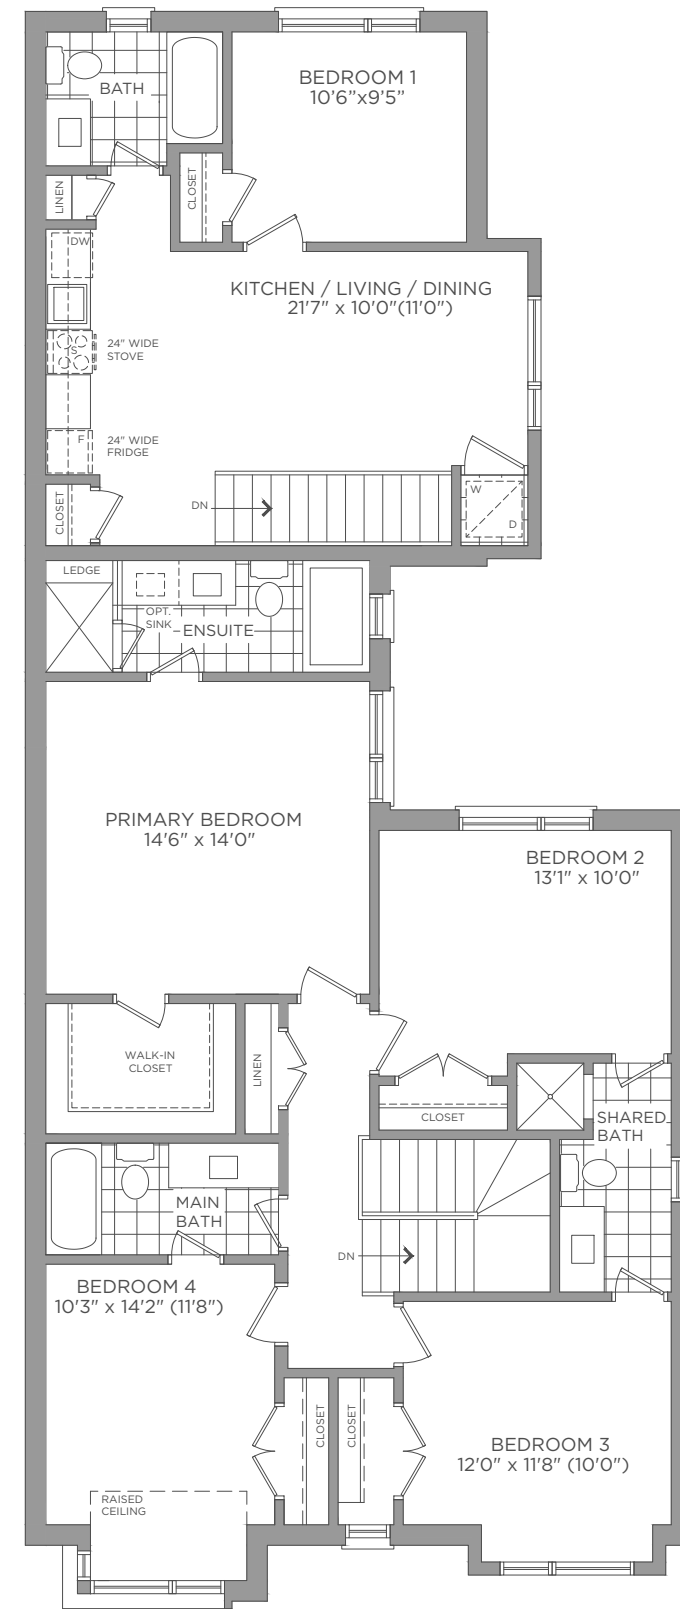 BATH
BEDROOM 1
10'6"x9'5"
CLOSET
LINEN
DW
KITCHEN / LIVING / DINING
21'7" x 10'0"(11'0")
S
24" WIDE
STOVE
F
24" WIDE
FRIDGE
CLOSET
DN
W
D
LEDGE
OPT.
SINK
ENSUITE
PRIMARY BEDROOM
14'6" x 14'0"
BEDROOM 2
13'1" x 10'0"
WALK-IN
CLOSET
LINEN
CLOSET
SHARED
BATH
MAIN
BATH
DN
BEDROOM 4
10'3" x 14'2" (11'8")
CLOSET
CLOSET
BEDROOM 3
12'0" x 11'8" (10'0")
RAISED
CEILING